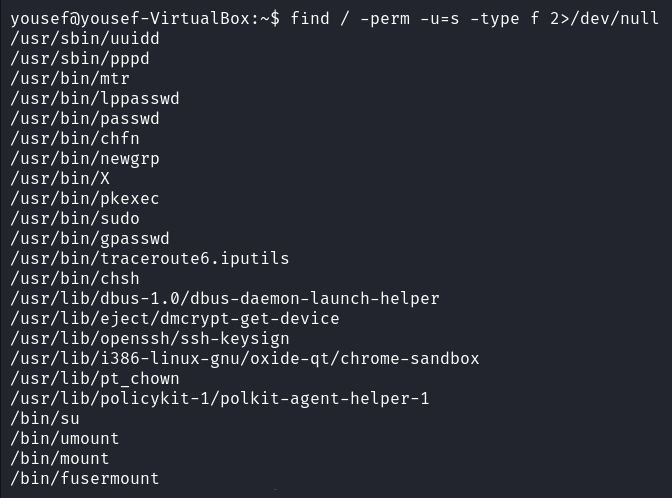 yousef@yousef-VirtualBox:~$ find / -perm -u=s -type f 2>/dev/null
/usr/sbin/uuidd
/usr/sbin/pppd
/usr/bin/mtr
/usr/bin/lppasswd
/usr/bin/passwd
/usr/bin/chfn
/usr/bin/newgrp
/usr/bin/X
/usr/bin/pkexec
/usr/bin/sudo
/usr/bin/gpasswd
/usr/bin/traceroute6.iputils
/usr/bin/chsh
/usr/lib/dbus-1.0/dbus-daemon-launch-helper
/usr/lib/eject/dmcrypt-get-device
/usr/lib/openssh/ssh-keysign
/usr/lib/i386-linux-gnu/oxide-qt/chrome-sandbox
/usr/lib/pt_chown
/usr/lib/policykit-1/polkit-agent-helper-1
/bin/su
/bin/umount
/bin/mount
/bin/fusermount